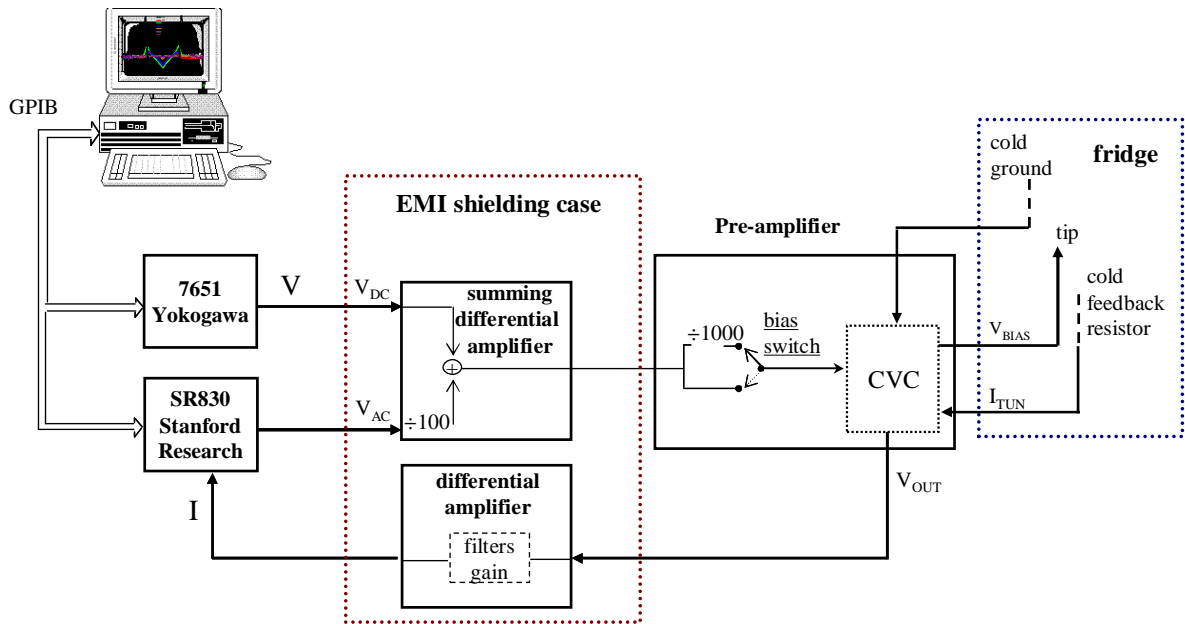 GPIB
EMI shielding case
cold
ground
fridge
Pre-amplifier
tip
7651
Yokogawa
V
V_DC
summing
differential
amplifier
+
÷100
÷1000
bias
switch
CVC
V_BIAS
cold
feedback
resistor
I_TUN
SR830
Stanford
Research
V_AC
I
differential
amplifier
filters
gain
V_OUT